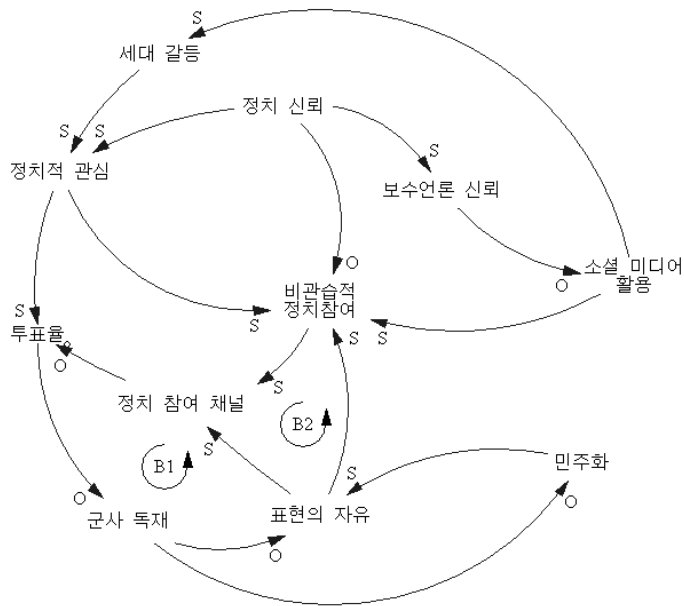 S
세대 갈등
정치 신뢰
S S
S
정치적 관심
보수언론 신뢰
O
소셜 미디어
활용
O
비관습적
정치참여
S
S
투표율
S S
O
정치 참여 채널
S
B2
S
B1
민주화
S
O
O
군사 독재
표현의 자유
O